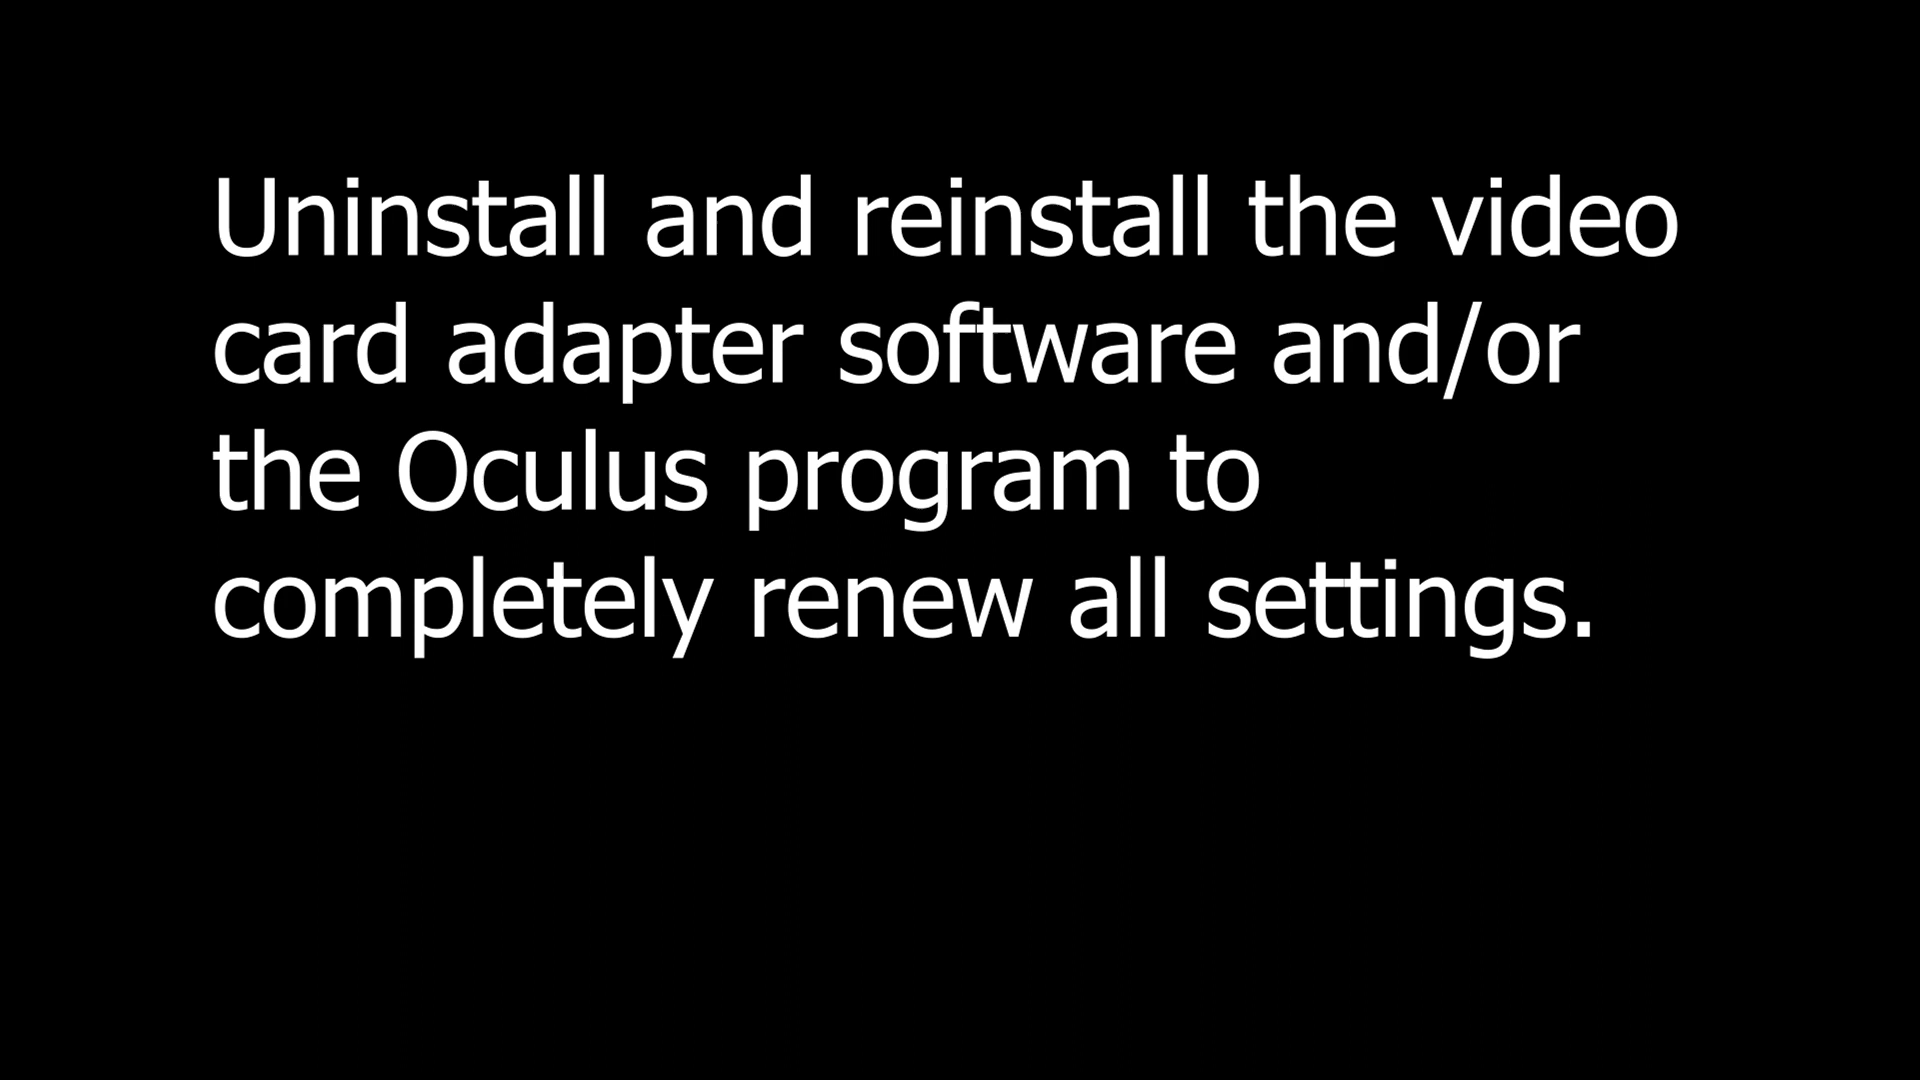 Uninstall and reinstall the video
card adapter software and/or
the Oculus program to
completely renew all settings.